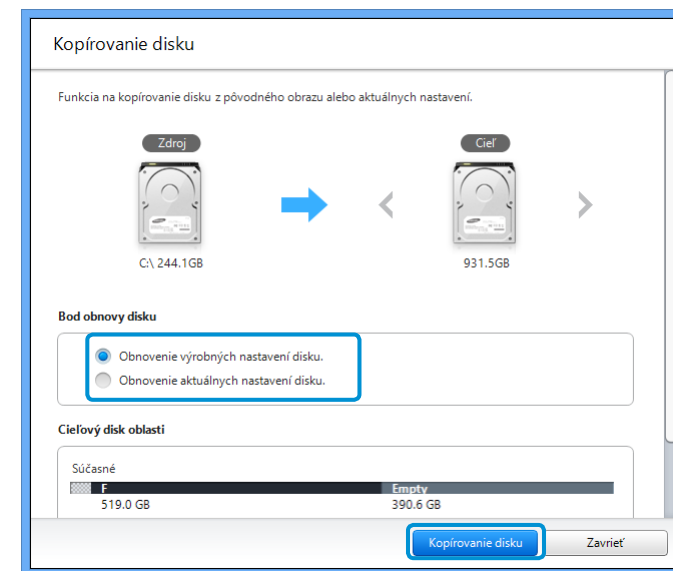 Kopírovanie disku
Funkcia na kopírovanie disku z pôvodného obrazu alebo aktuálnych nastavení.
Zdroj
Cieľ
C:\ 244.1GB
931.5GB
Bod obnovy disku
Obnovenie výrobných nastavení disku.
Obnovenie aktuálnych nastavení disku.
Cieľový disk oblasti
Súčasné
F
Empty
519.0 GB
390.6 GB
Kopírovanie disku
Zavrieť